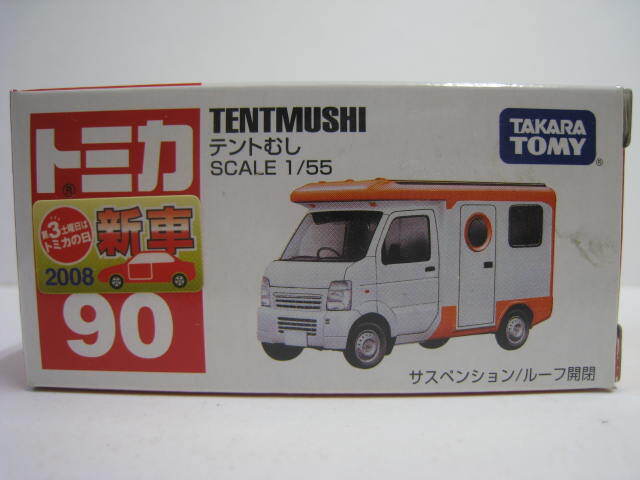 トミカ
®
第3土曜日は
トミカの日
新車
2008
90
TENTMUSHI
テントむし
SCALE 1/55
TAKARA
TOMY
®
サスペンション/ルーフ開閉